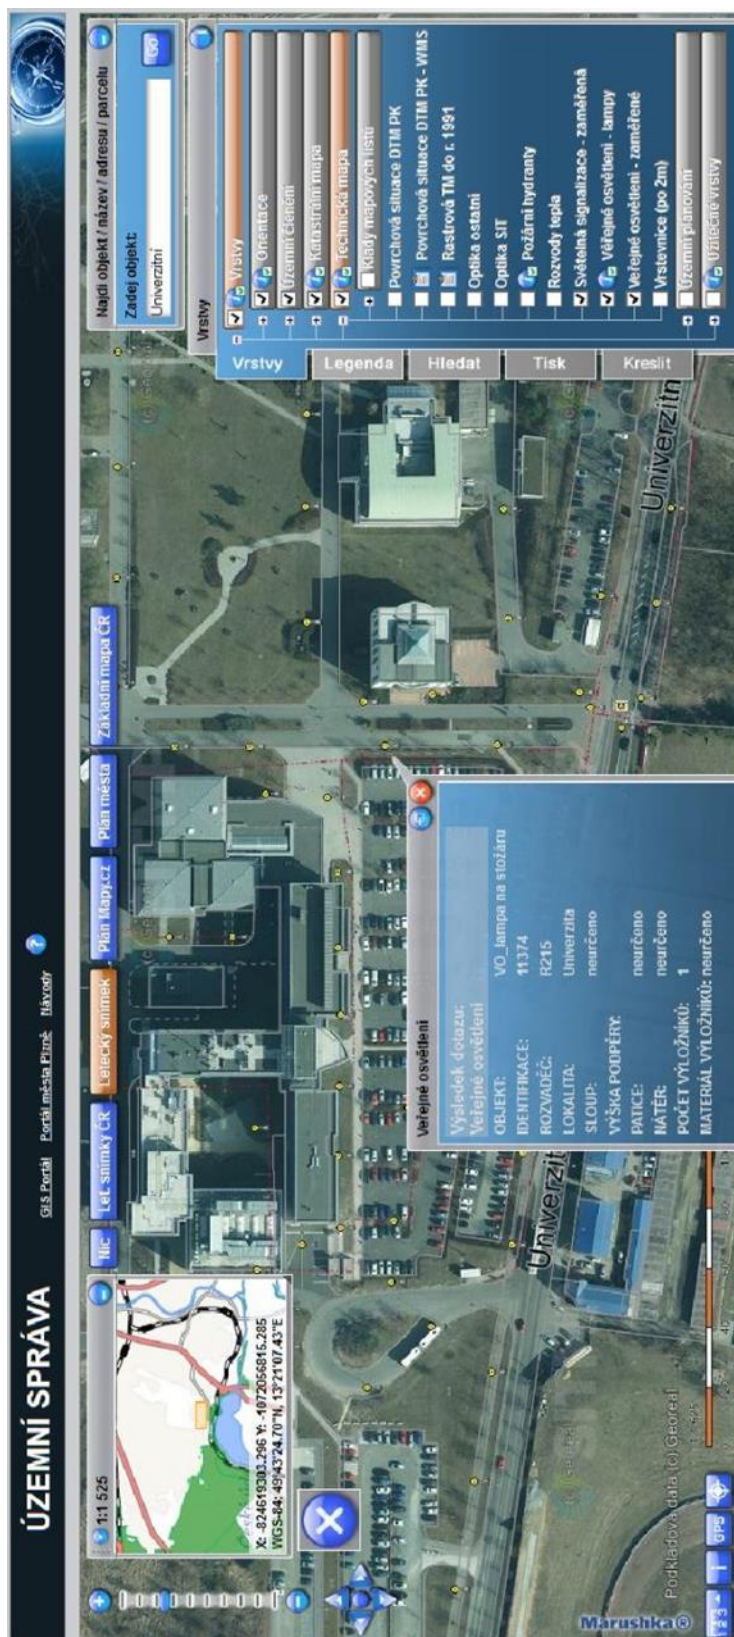 ÚZEMNÍ SPRÁVA
GIS Portál Portál města Plzně Návody
Nic
Let. snímky ČR
Letecký snímek
Plan Mapy.cz
Plán města
Základní mapa ČR
1:1 525
X: -824619303.296 Y: -1072056815.285
WGS-84: 49°43'24.70"N, 13°21'07.43"E
Najdi objekt / název / adresu / parcelu
Zadej objekt:
Univerzitní
Go
Vrstvy
Vrstvy
Legenda
Hledat
Tisk
Kreslit
Vrstvy
Orientace
Územní členění
Katastrální mapa
Technická mapa
Klady mapových listů
Povrchová situace DTM PK
Povrchová situace DTM PK - WMS
Rastrová TM do r. 1991
Optika ostatní
Optika SIT
Požární hydranty
Rozvody tepla
Světelná signalizace - zaměřená
Veřejné osvětlení - lampy
Veřejné osvětlení - zaměřené
Vrstevnice (po 2m)
Územní plánování
Užitečné vrstvy
Veřejné osvětlení
Výsledek dotazu:
Veřejné osvětlení
OBJEKT: VO_lampa na stožáru
IDENTIFIKACE: 11374
ROZVADĚČ: R215
LOKALITA: Univerzita
SLOUP: neurčeno
VÝŠKA PODPĚRY:
PATICE: neurčeno
NÁTĚR: neurčeno
POČET VÝLOŽNÍKŮ: 1
MATERIÁL VÝLOŽNÍKŮ: neurčeno
Univerzitn
Univerzitn
Podkladová data (c) Georeal
Marushka®
1 2 3
i
GPS